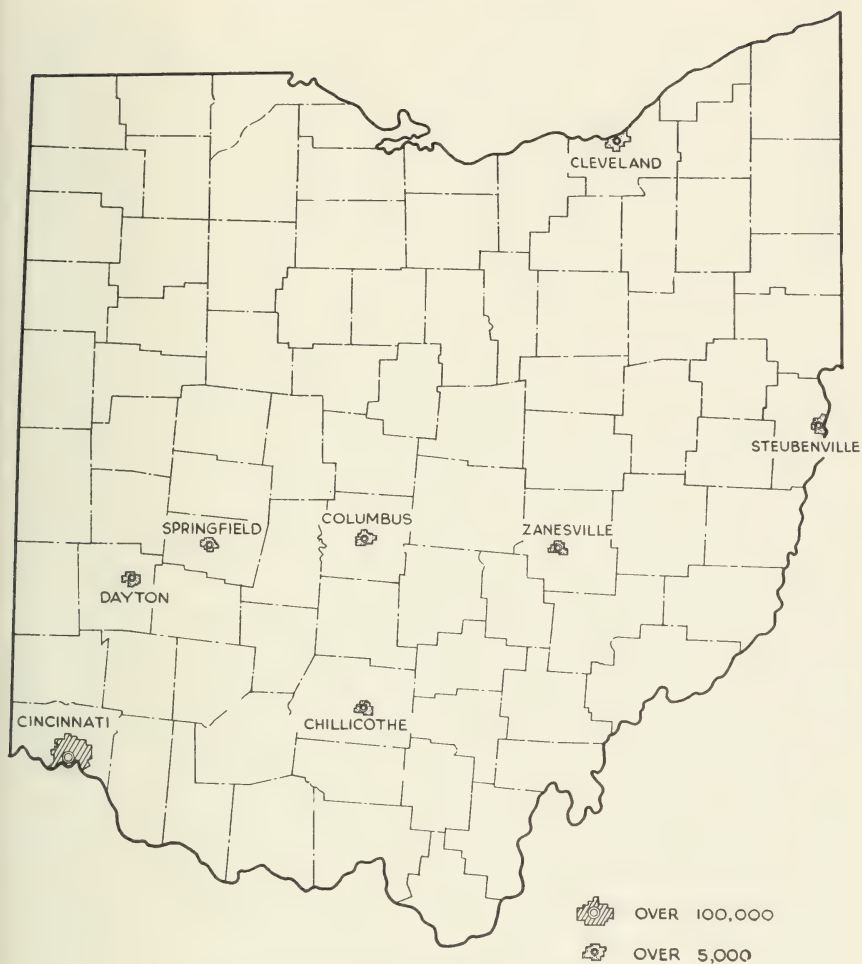 CLEVELAND
STEUBENVILLE
SPRINGFIELD
COLUMBUS
ZANESVILLE
DAYTON
CINCINNATI
CHILLICOTHE
OVER 100,000
OVER 5,000